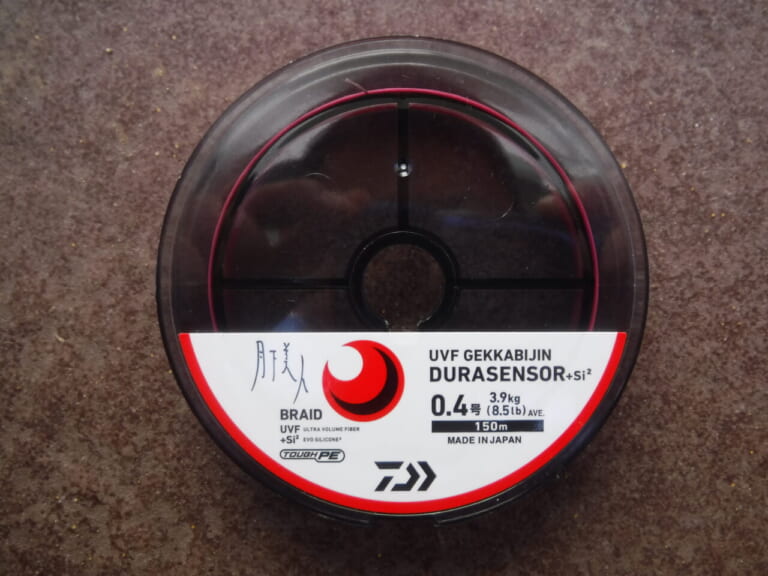 月下美人
BRAID
UVF ULTRA VOLUME FIBER
+Si² EVO SILICONE²
TOUGH PE
UVF GEKKABIJIN
DURASENSOR+Si²
0.4号 3.9kg (8.5lb) AVE.
150m
MADE IN JAPAN